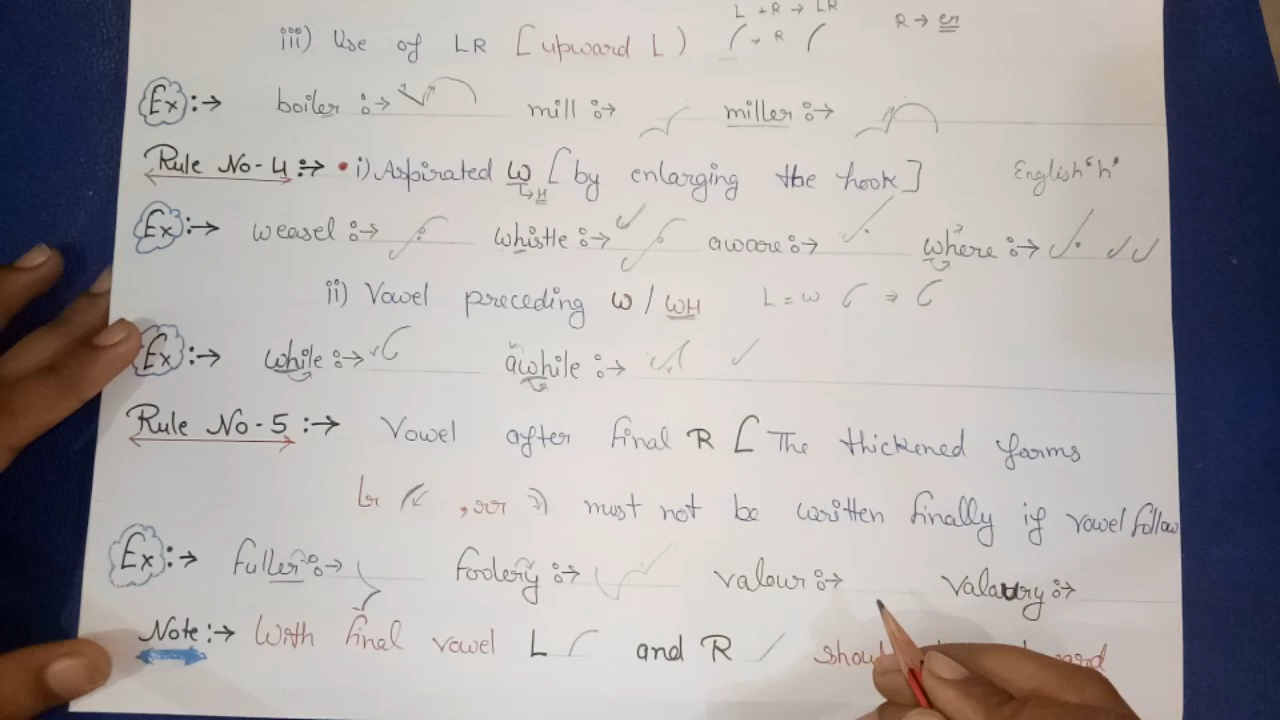 L + R → LR
iii) Use of LR [upward L) → R R → er
Ex:→ boiler :→ mill :→ miller :→
Rule No-4 :→ • i) Aspirated w [by enlarging the hook] English 'h'
H
Ex:→ weasel :→ whistle :→ aware :→ where :→
ii) Vowel preceding w / WH L = w ⇒
Ex:→ while :→ awhile :→
Rule No-5 :→ Vowel after final R [The thickened forms
lr , rr must not be written finally if vowel follow
Ex:→ fuller :→ foolery :→ valour :→ valoury :→
Note:→ With final vowel L and R